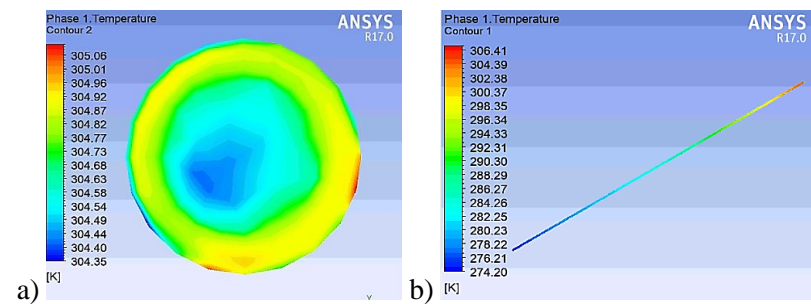 Phase 1.Temperature
Contour 2
ANSYS
R17.0
305.06
305.01
304.96
304.92
304.87
304.82
304.77
304.73
304.68
304.63
304.58
304.54
304.49
304.44
304.40
304.35
[K]
a)
Phase 1.Temperature
Contour 1
ANSYS
R17.0
306.41
304.39
302.38
300.37
298.35
296.34
294.33
292.31
290.30
288.29
286.27
284.26
282.25
280.23
278.22
276.21
274.20
[K]
b)